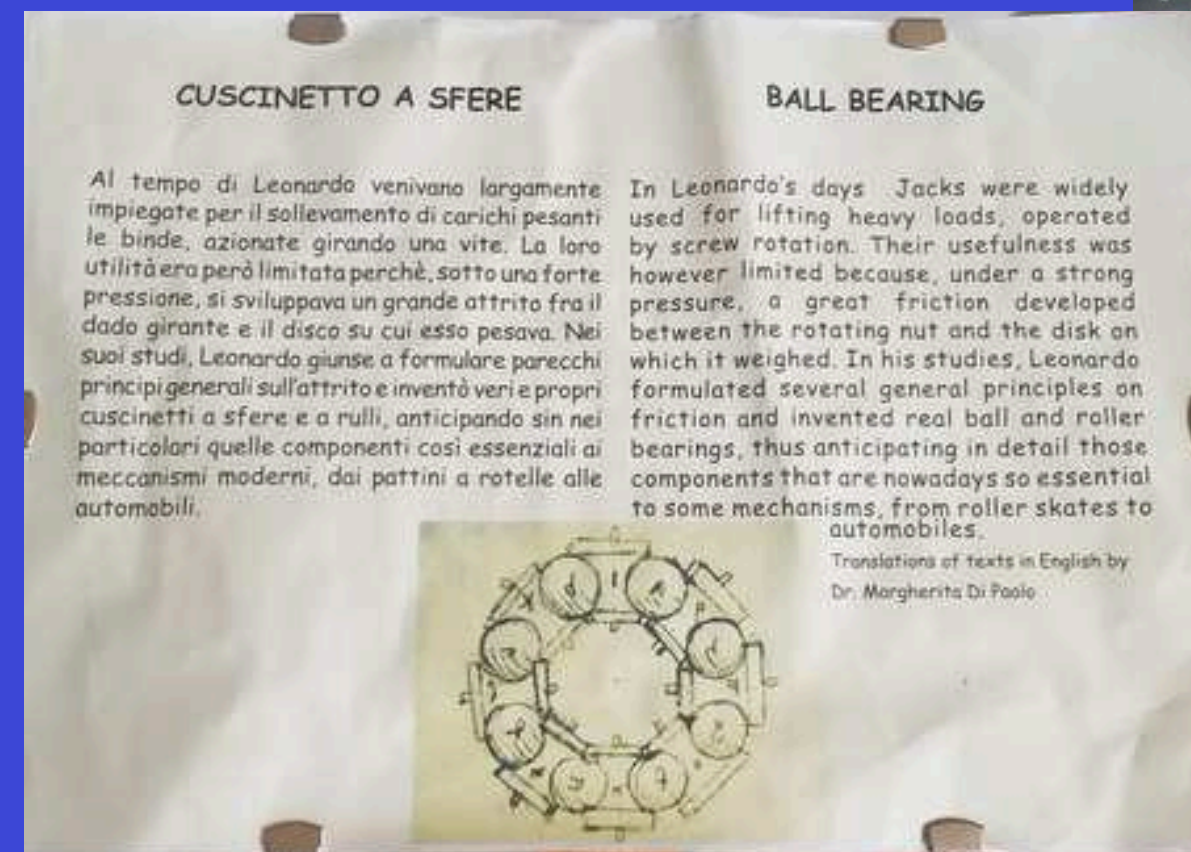 CUSCINETTO A SFERE
Al tempo di Leonardo venivano largamente
impiegate per il sollevamento di carichi pesanti
le binde, azionate girando una vite. La loro
utilità era però limitata perchè, sotto una forte
pressione, si sviluppava un grande attrito fra il
dado girante e il disco su cui esso pesava. Nei
suoi studi, Leonardo giunse a formulare parecchi
principi generali sull'attrito e inventò veri e propri
cuscinetti a sfere e a rulli, anticipando sin nei
particolari quelle componenti così essenziali ai
meccanismi moderni, dai pattini a rotelle alle
automobili.
BALL BEARING
In Leonardo's days Jacks were widely
used for lifting heavy loads, operated
by screw rotation. Their usefulness was
however limited because, under a strong
pressure, a great friction developed
between the rotating nut and the disk on
which it weighed. In his studies, Leonardo
formulated several general principles on
friction and invented real ball and roller
bearings, thus anticipating in detail those
components that are nowadays so essential
to some mechanisms, from roller skates to
automobiles.
Translations of texts in English by
Dr. Margherita Di Paolo